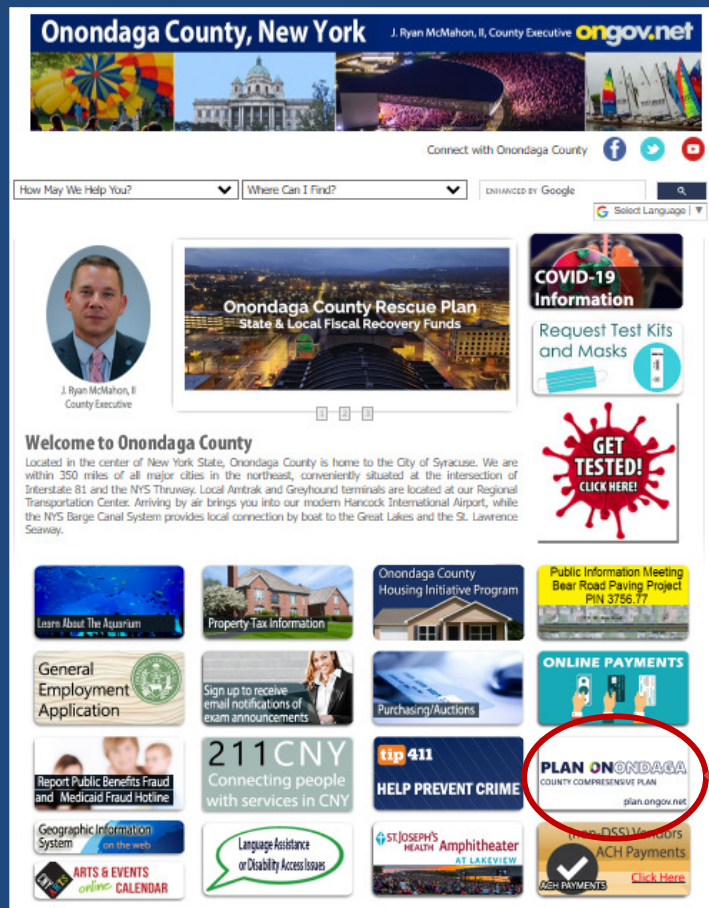 Onondaga County, New York
J. Ryan McMahon, II, County Executive
ongov.net
Connect with Onondaga County
How May We Help You?
Where Can I Find?
ENHANCED BY Google
Select Language
J. Ryan McMahon, II
County Executive
Onondaga County Rescue Plan
State & Local Fiscal Recovery Funds
1 2 3
COVID-19
Information
Request Test Kits
and Masks
GET
TESTED!
CLICK HERE!
Welcome to Onondaga County
Located in the center of New York State, Onondaga County is home to the City of Syracuse. We are
within 350 miles of all major cities in the northeast, conveniently situated at the intersection of
Interstate 81 and the NYS Thruway. Local Amtrak and Greyhound terminals are located at our Regional
Transportation Center. Arriving by air brings you into our modern Hancock International Airport, while
the NYS Barge Canal System provides local connection by boat to the Great Lakes and the St. Lawrence
Seaway.
Learn About The Aquarium
Property Tax Information
Onondaga County
Housing Initiative Program
Public Information Meeting
Bear Road Paving Project
PIN 3756.77
General
Employment
Application
Sign up to receive
email notifications of
exam announcements
Purchasing/Auctions
ONLINE PAYMENTS
Report Public Benefits Fraud
and Medicaid Fraud Hotline
211CNY
Connecting people
with services in CNY
tip 411
HELP PREVENT CRIME
PLAN ONONDAGA
COUNTY COMPRESENSIVE PLAN
plan.ongov.net
Geographic Information
System on the web
CNY ARTS
ARTS & EVENTS
online CALENDAR
Language Assistance
or Disability Access Issues
ST. JOSEPH'S
HEALTH Amphitheater
AT LAKEVIEW
(non-DSS) Vendors
ACH Payments
Click Here
ACH PAYMENTS